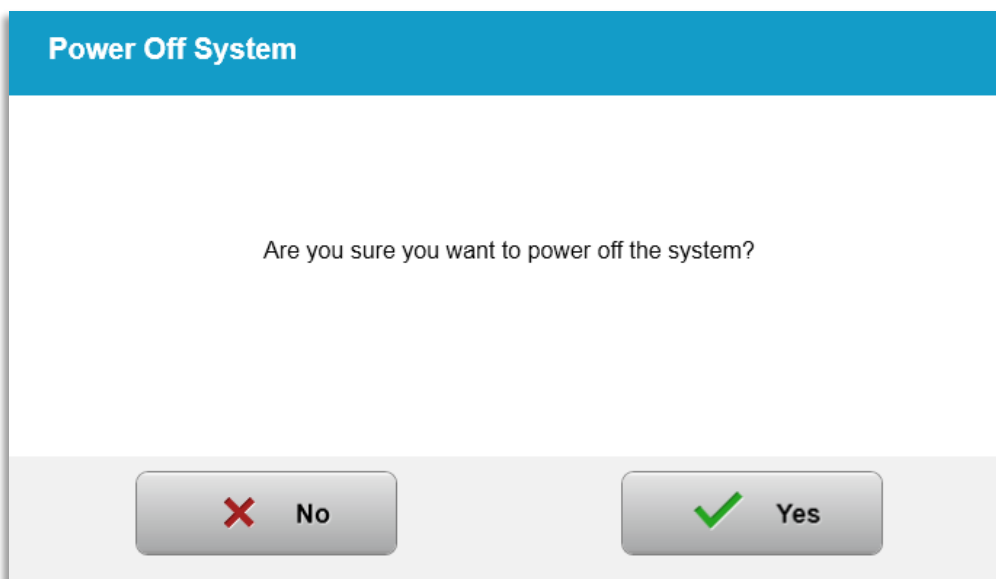 Power Off System
Are you sure you want to power off the system?
No
Yes